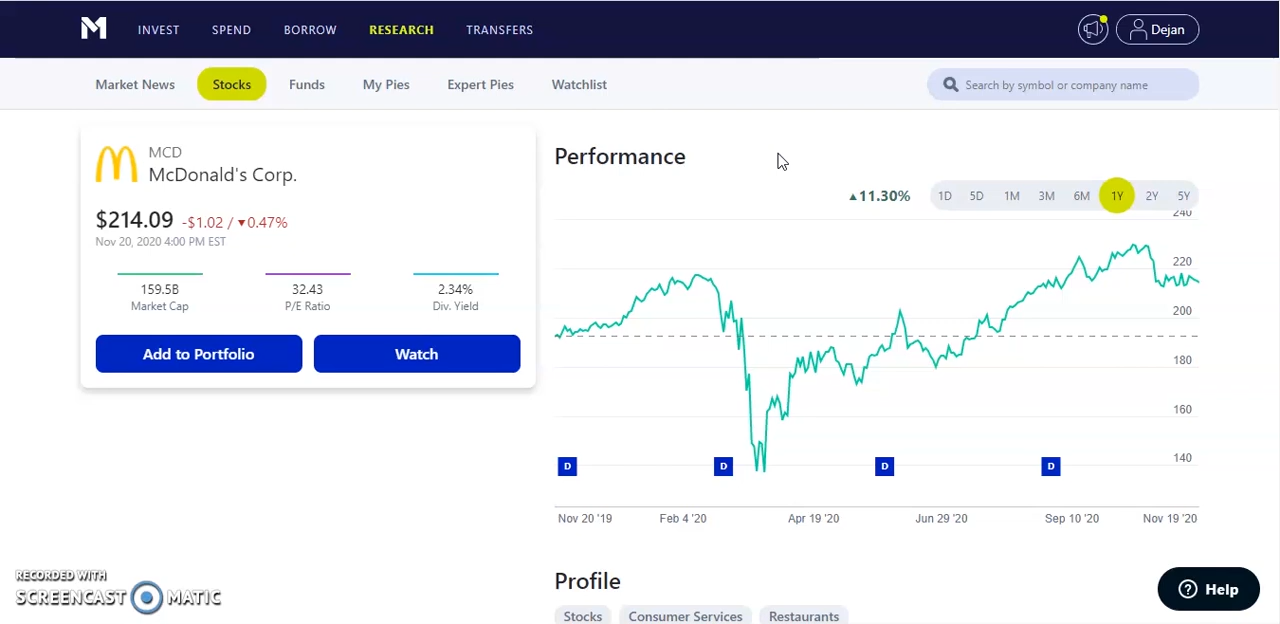 INVEST SPEND BORROW RESEARCH TRANSFERS Dejan
Market News Stocks Funds My Pies Expert Pies Watchlist Search by symbol or company name
MCD
McDonald's Corp.
$214.09 -$1.02 / ▼0.47%
Nov 20, 2020 4:00 PM EST
159.5B 32.43 2.34%
Market Cap P/E Ratio Div. Yield
Add to Portfolio Watch
Performance
▲11.30% 1D 5D 1M 3M 6M 1Y 2Y 5Y
240
220
200
180
160
140
D D D D
Nov 20 '19 Feb 4 '20 Apr 19 '20 Jun 29 '20 Sep 10 '20 Nov 19 '20
Profile
Stocks Consumer Services Restaurants
Help
RECORDED WITH
SCREENCAST MATIC